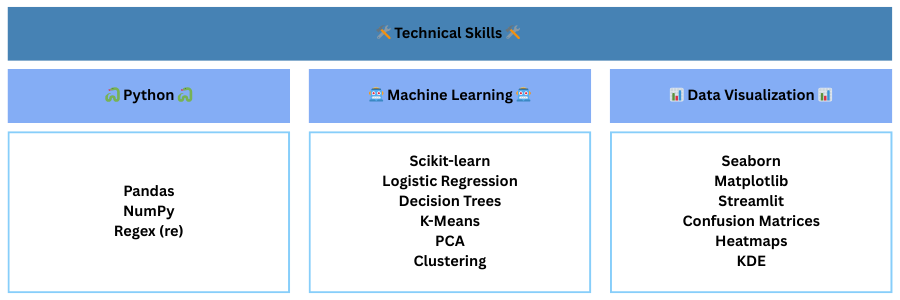 🛠️Technical Skills🛠️
🐍Python🐍
🤖Machine Learning🤖
📊Data Visualization📊
Pandas
NumPy
Regex (re)
Scikit-learn
Logistic Regression
Decision Trees
K-Means
PCA
Clustering
Seaborn
Matplotlib
Streamlit
Confusion Matrices
Heatmaps
KDE